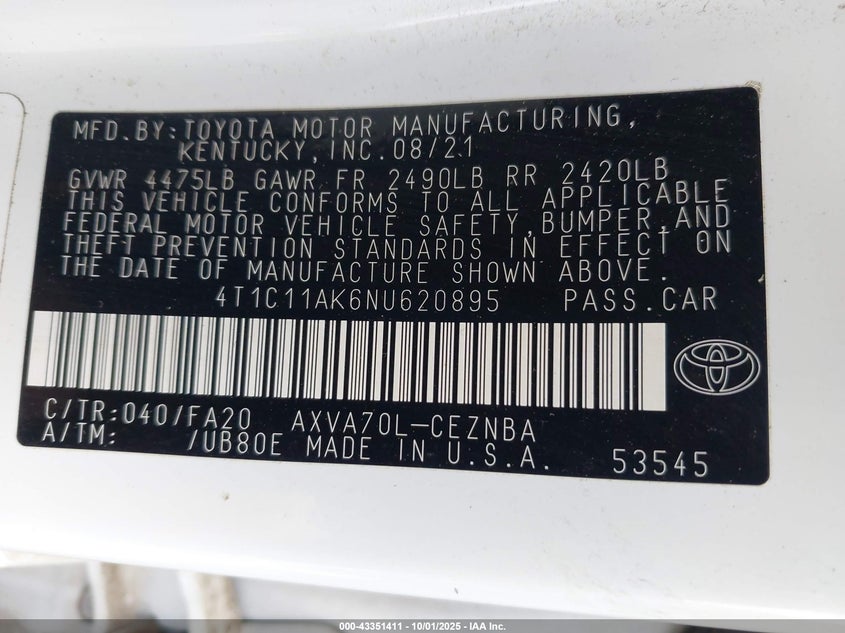 MFD.BY:TOYOTA MOTOR MANUFACTURING,
KENTUCKY,INC.08/21
GVWR 4475LB GAWR FR 2490LB RR 2420LB
THIS VEHICLE CONFORMS TO ALL APPLICABLE
FEDERAL MOTOR VEHICLE SAFETY,BUMPER,AND
THEFT PREVENTION STANDARDS IN EFFECT ON
THE DATE OF MANUFACTURE SHOWN ABOVE.
4T1C11AK6NU620895 PASS.CAR
C/TR:040/FA20 AXVA70L-CEZNBA
A/TM: /UB80E MADE IN U.S.A. 53545
000-43351411 - 10/01/2025 - IAA Inc.